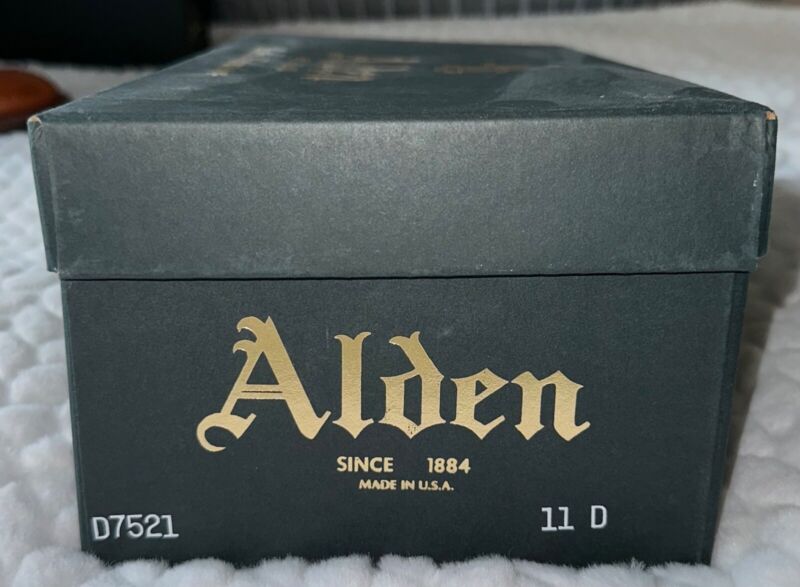 Alden
SINCE 1884
MADE IN U.S.A.
D7521 11 D